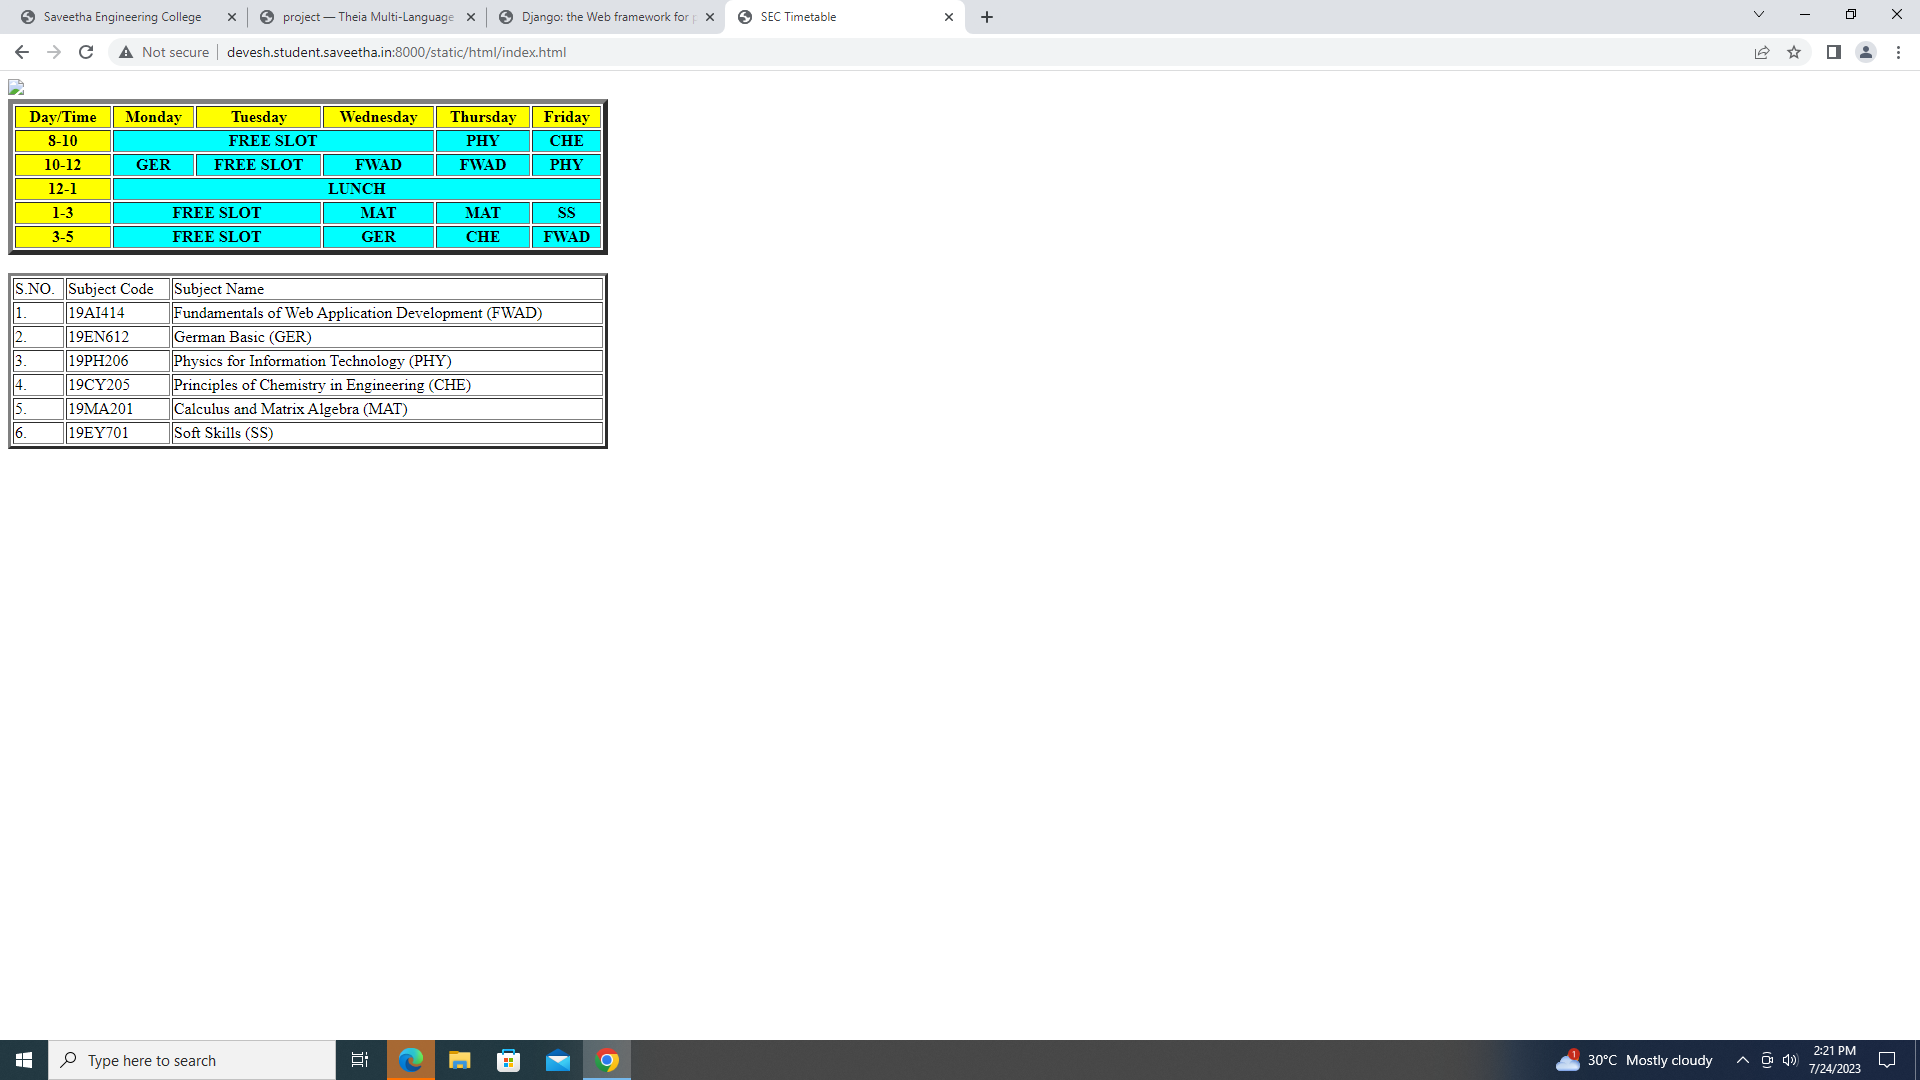 Saveetha Engineering College
project — Theia Multi-Language
Django: the Web framework for p
SEC Timetable
Not secure
devesh.student.saveetha.in:8000/static/html/index.html
Day/Time Monday Tuesday Wednesday Thursday Friday
8-10 FREE SLOT PHY CHE
10-12 GER FREE SLOT FWAD FWAD PHY
12-1 LUNCH
1-3 FREE SLOT MAT MAT SS
3-5 FREE SLOT GER CHE FWAD
S.NO. Subject Code Subject Name
1. 19AI414 Fundamentals of Web Application Development (FWAD)
2. 19EN612 German Basic (GER)
3. 19PH206 Physics for Information Technology (PHY)
4. 19CY205 Principles of Chemistry in Engineering (CHE)
5. 19MA201 Calculus and Matrix Algebra (MAT)
6. 19EY701 Soft Skills (SS)
Type here to search
1
30°C Mostly cloudy
2:21 PM
7/24/2023